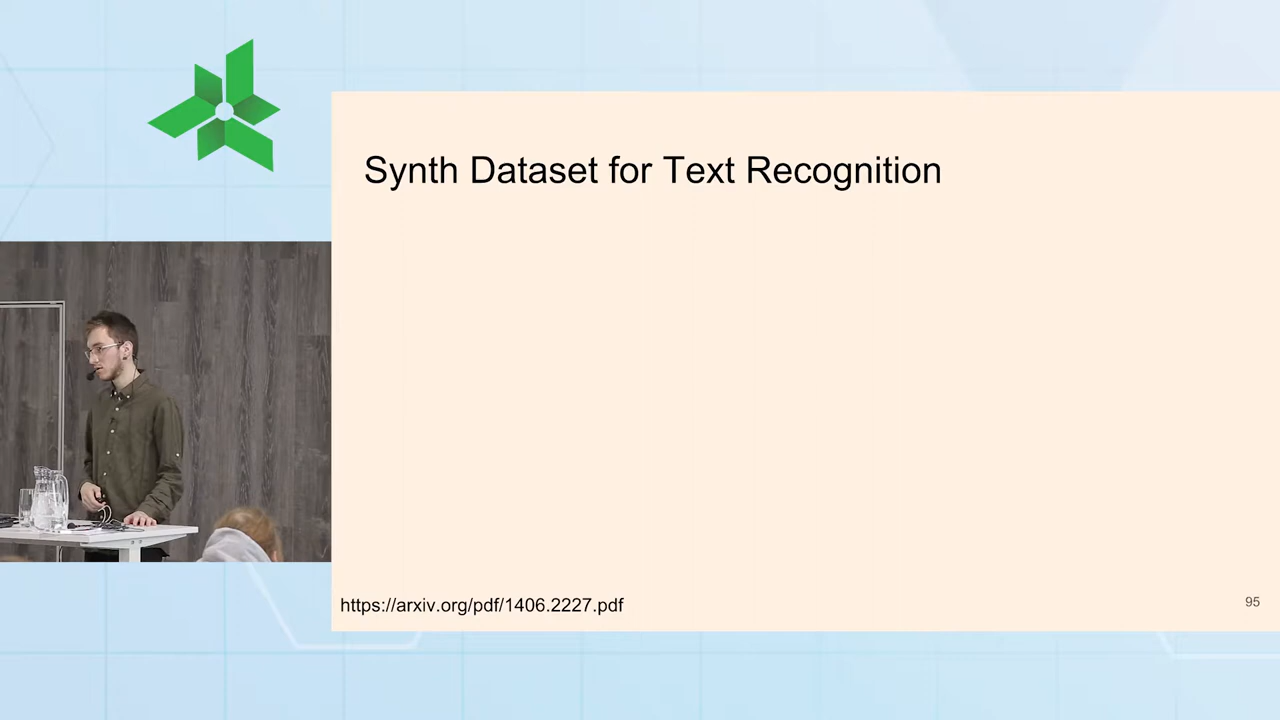 Synth Dataset for Text Recognition
https://arxiv.org/pdf/1406.2227.pdf
95